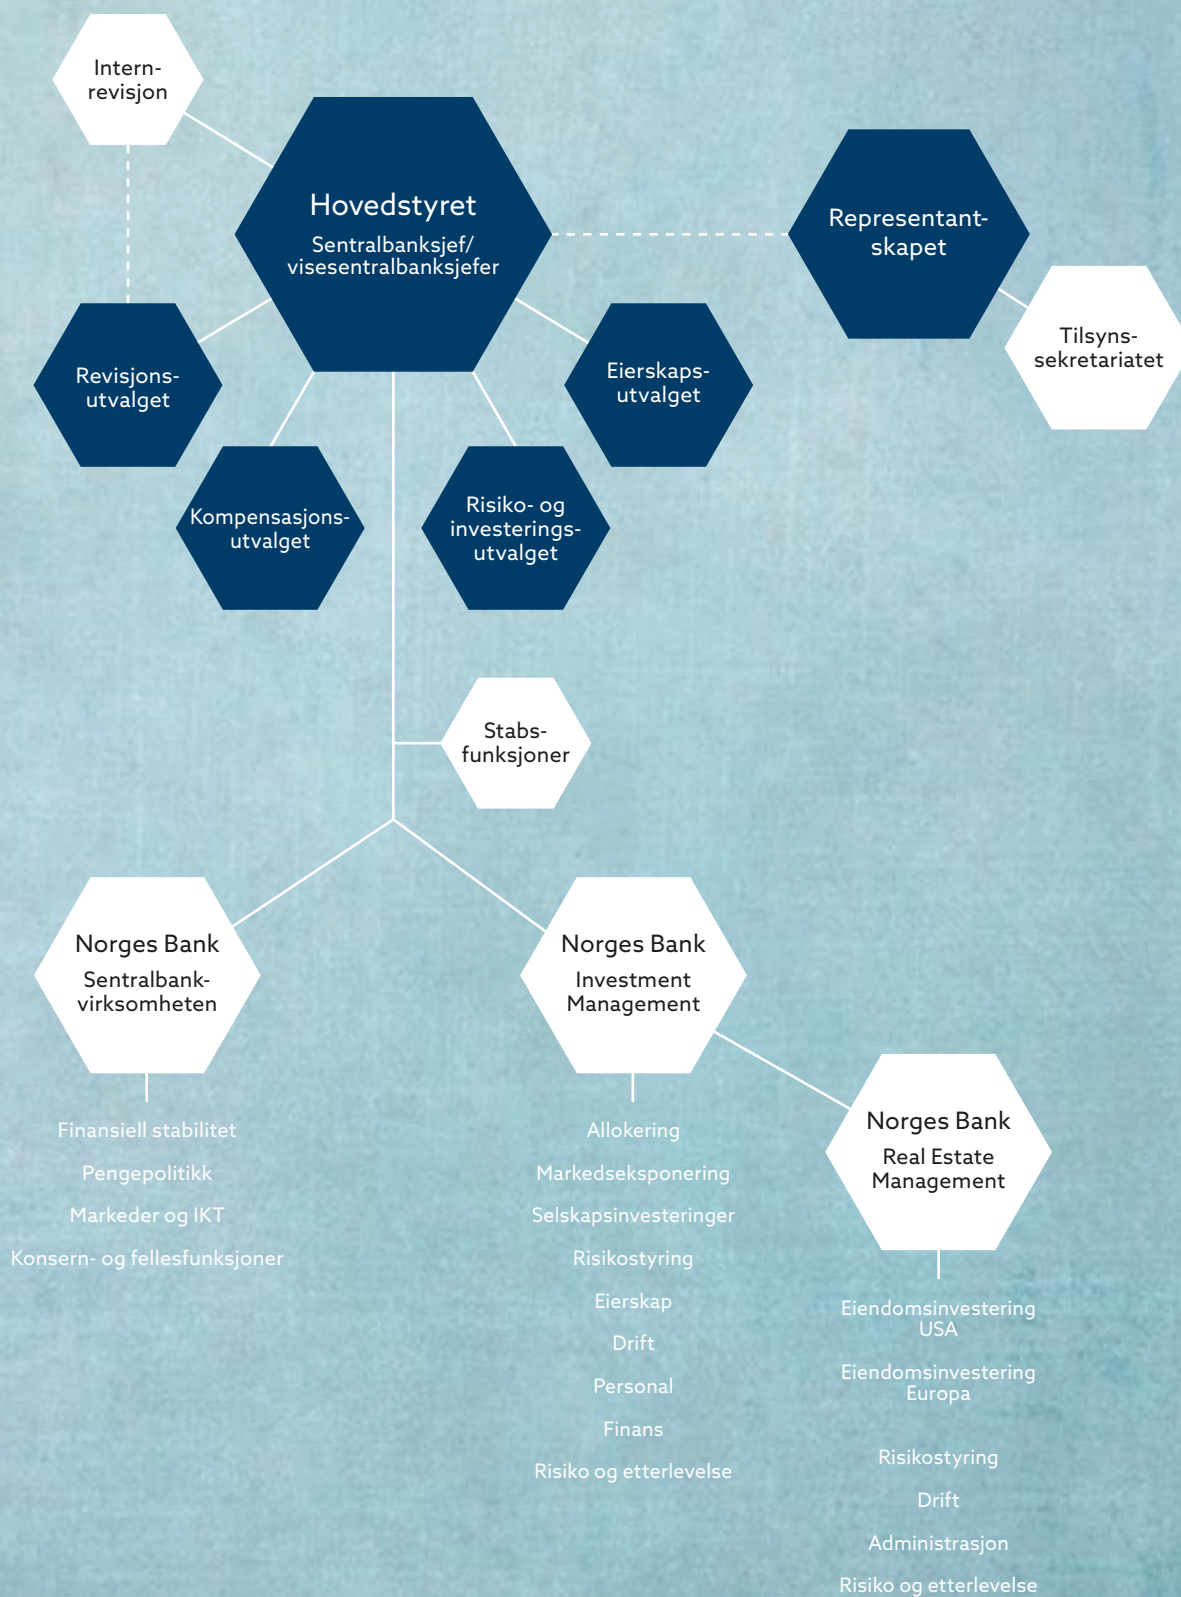 Intern-
revisjon
Hovedstyret
Sentralbanksjef/
visesentralbanksjefer
Representant-
skapet
Tilsyns-
sekretariatet
Revisjons-
utvalget
Eierskaps-
utvalget
Kompensasjons-
utvalget
Risiko- og
investerings-
utvalget
Stabs-
funksjoner
Norges Bank
Sentralbank-
virksomheten
Finansiell stabilitet
Pengepolitikk
Markeder og IKT
Konsern- og fellesfunksjoner
Norges Bank
Investment
Management
Allokering
Markedseksponering
Selskapsinvesteringer
Risikostyring
Eierskap
Drift
Personal
Finans
Risiko og etterlevelse
Norges Bank
Real Estate
Management
Eiendomsinvestering
USA
Eiendomsinvestering
Europa
Risikostyring
Drift
Administrasjon
Risiko og etterlevelse